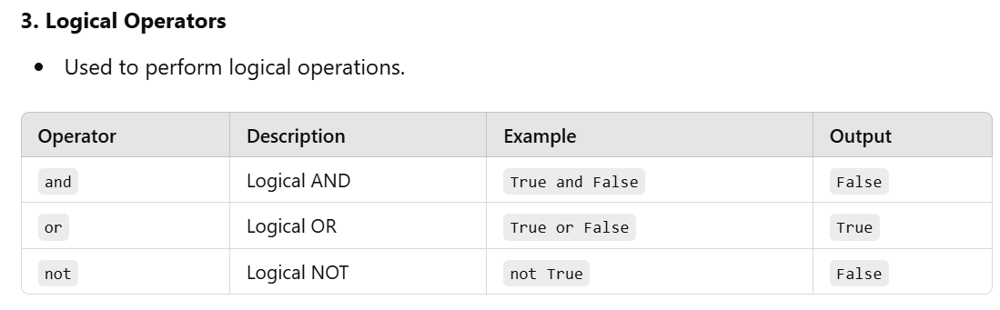 3. Logical Operators
• Used to perform logical operations.
Operator Description Example Output
and Logical AND True and False False
or Logical OR True or False True
not Logical NOT not True False